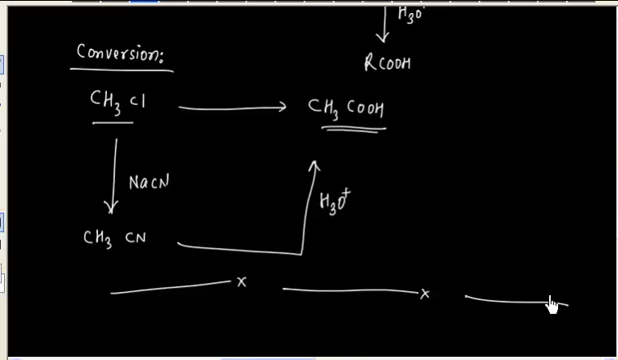 H₃O⁺
RCOOH
Conversion:
CH₃ Cl
CH₃ COOH
NaCN
H₃O⁺
CH₃ CN
x
x